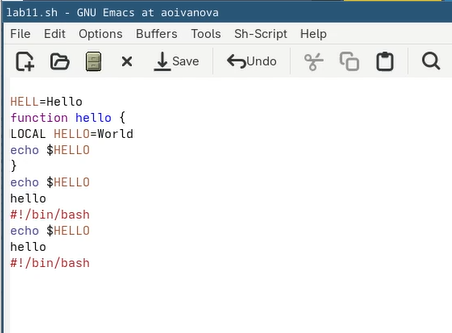 lab11.sh - GNU Emacs at aoivanova
File Edit Options Buffers Tools Sh-Script Help
Save Undo
HELL=Hello
function hello {
LOCAL HELLO=World
echo $HELLO
}
echo $HELLO
hello
#!/bin/bash
echo $HELLO
hello
#!/bin/bash